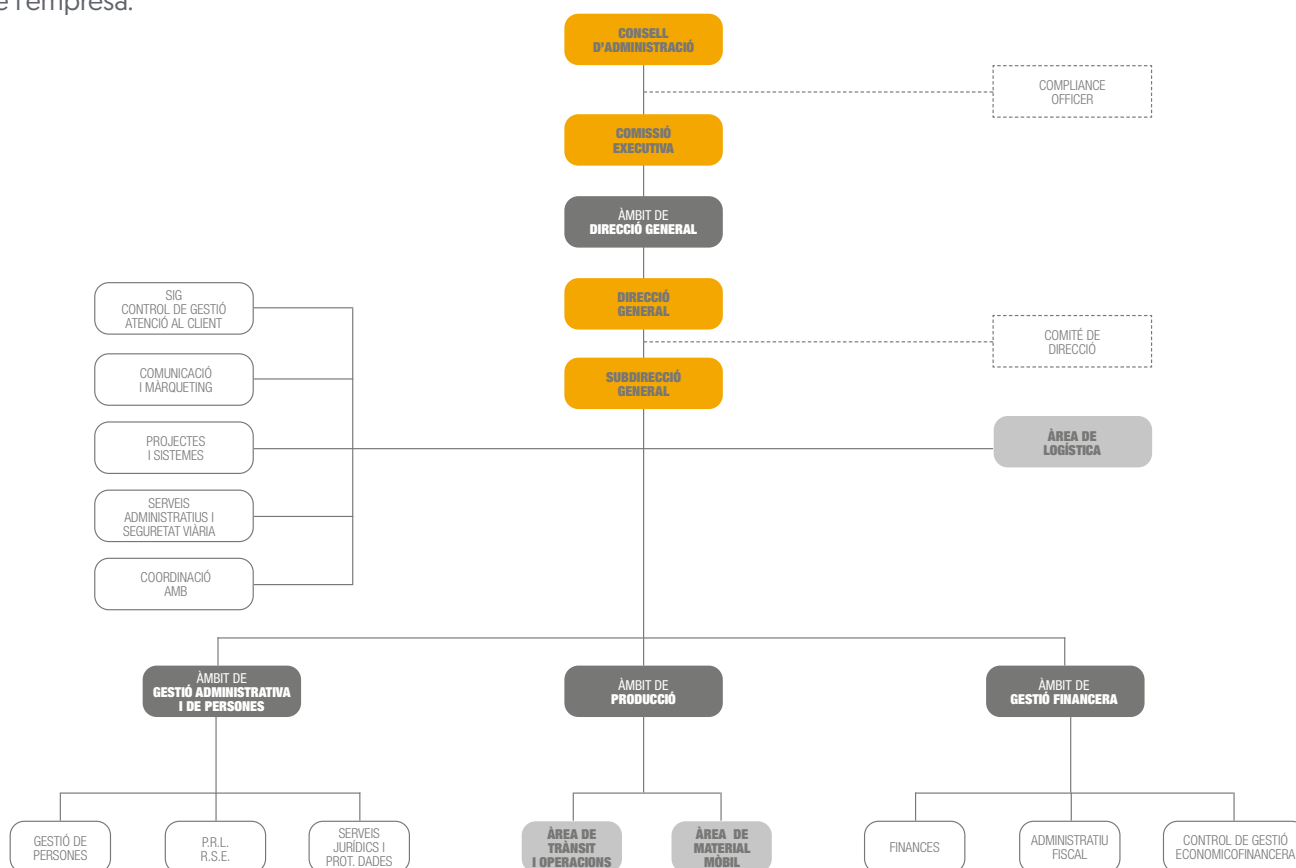 e l'empresa.
CONSELL
D'ADMINISTRACIÓ
COMPLIANCE
OFFICER
COMISSIÓ
EXECUTIVA
ÀMBIT DE
DIRECCIÓ GENERAL
SIG
CONTROL DE GESTIÓ
ATENCIÓ AL CLIENT
DIRECCIÓ
GENERAL
COMITÉ DE
DIRECCIÓ
COMUNICACIÓ
I MÀRQUETING
SUBDIRECCIÓ
GENERAL
PROJECTES
I SISTEMES
ÀREA DE
LOGÍSTICA
SERVEIS
ADMINISTRATIUS I
SEGURETAT VIÀRIA
COORDINACIÓ
AMB
ÀMBIT DE
GESTIÓ ADMINISTRATIVA
I DE PERSONES
ÀMBIT DE
PRODUCCIÓ
ÀMBIT DE
GESTIÓ FINANCERA
GESTIÓ DE
PERSONES
P.R.L.
R.S.E.
SERVEIS
JURÍDICS I
PROT. DADES
ÀREA DE
TRÀNSIT
I OPERACIONS
ÀREA DE
MATERIAL
MÒBIL
FINANCES
ADMINISTRATIU
FISCAL
CONTROL DE GESTIÓ
ECONOMICOFINANCERA